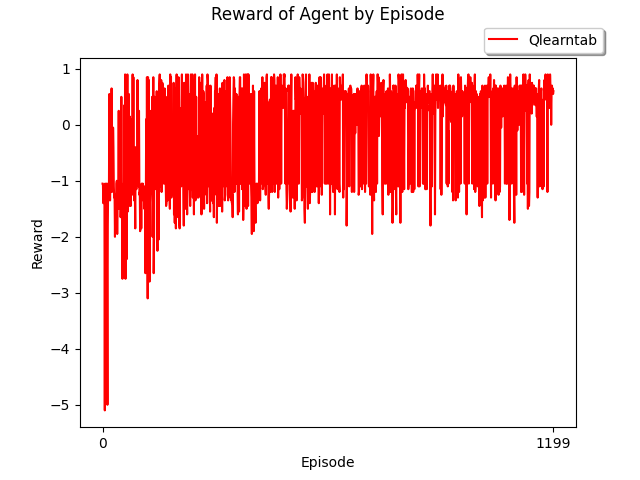 Reward of Agent by Episode
Qlearntab
1
0
−1
−2
−3
−4
−5
Reward
0
1199
Episode